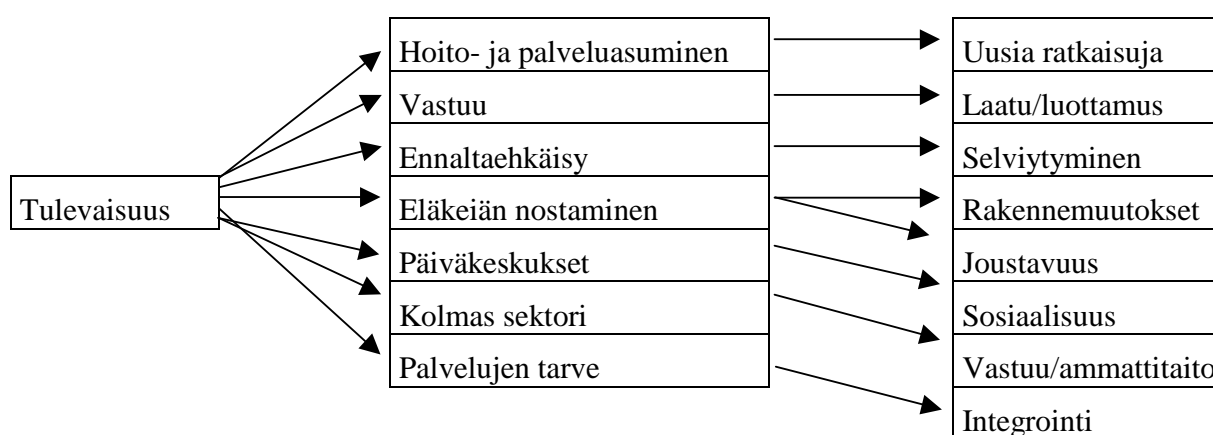 Tulevaisuus
Hoito- ja palveluasuminen
Vastuu
Ennaltaehkäisy
Eläkeiän nostaminen
Päiväkeskukset
Kolmas sektori
Palvelujen tarve
Uusia ratkaisuja
Laatu/luottamus
Selviytyminen
Rakennemuutokset
Joustavuus
Sosiaalisuus
Vastuu/ammattitaito
Integrointi